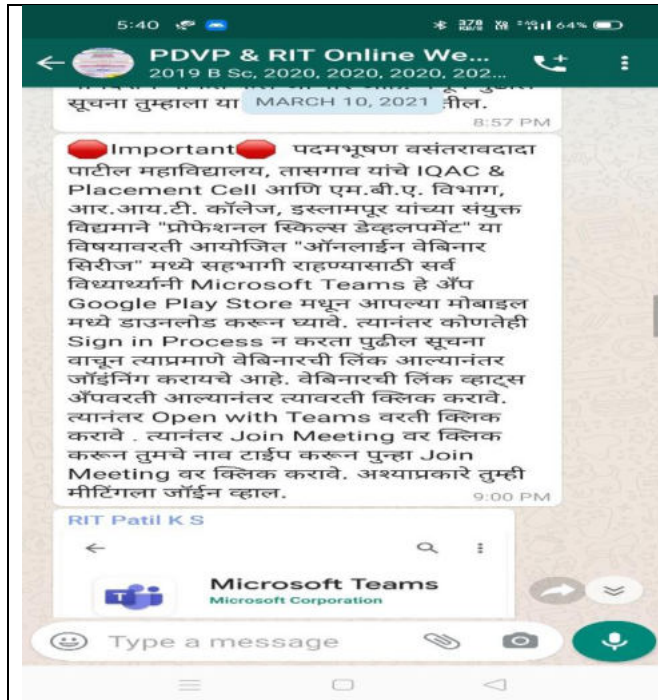 5:40
378 KB/S
64%
PDVP & RIT Online We...
2019 B Sc, 2020, 2020, 2020, 202...
सूचना तुम्हाला या
MARCH 10, 2021
8:57 PM
Important पदमभूषण वसंतरावदादा
पाटील महाविद्यालय, तासगाव यांचे IQAC &
Placement Cell आणि एम.बी.ए. विभाग,
आर.आय.टी. कॉलेज, इस्लामपूर यांच्या संयुक्त
विद्यमाने "प्रोफेशनल स्किल्स डेव्हलपमेंट" या
विषयावरती आयोजित "ऑनलाईन वेबिनार
सिरीज" मध्ये सहभागी राहण्यासाठी सर्व
विध्यार्थ्यांनी Microsoft Teams हे अँप
Google Play Store मधून आपल्या मोबाइल
मध्ये डाउनलोड करून घ्यावे. त्यानंतर कोणतेही
Sign in Process न करता पुढील सूचना
वाचून त्याप्रमाणे वेबिनारची लिंक आल्यानंतर
जॉइंनिंग करायचे आहे. वेबिनारची लिंक व्हाट्स
अँपवरती आल्यानंतर त्यावरती क्लिक करावे.
त्यानंतर Open with Teams वरती क्लिक
करावे . त्यानंतर Join Meeting वर क्लिक
करून तुमचे नाव टाईप करून पुन्हा Join
Meeting वर क्लिक करावे. अश्याप्रकारे तुम्ही
मीटिंगला जॉईन व्हाल.
9:00 PM
RIT Patil K S
Microsoft Teams
Microsoft Corporation
Type a message